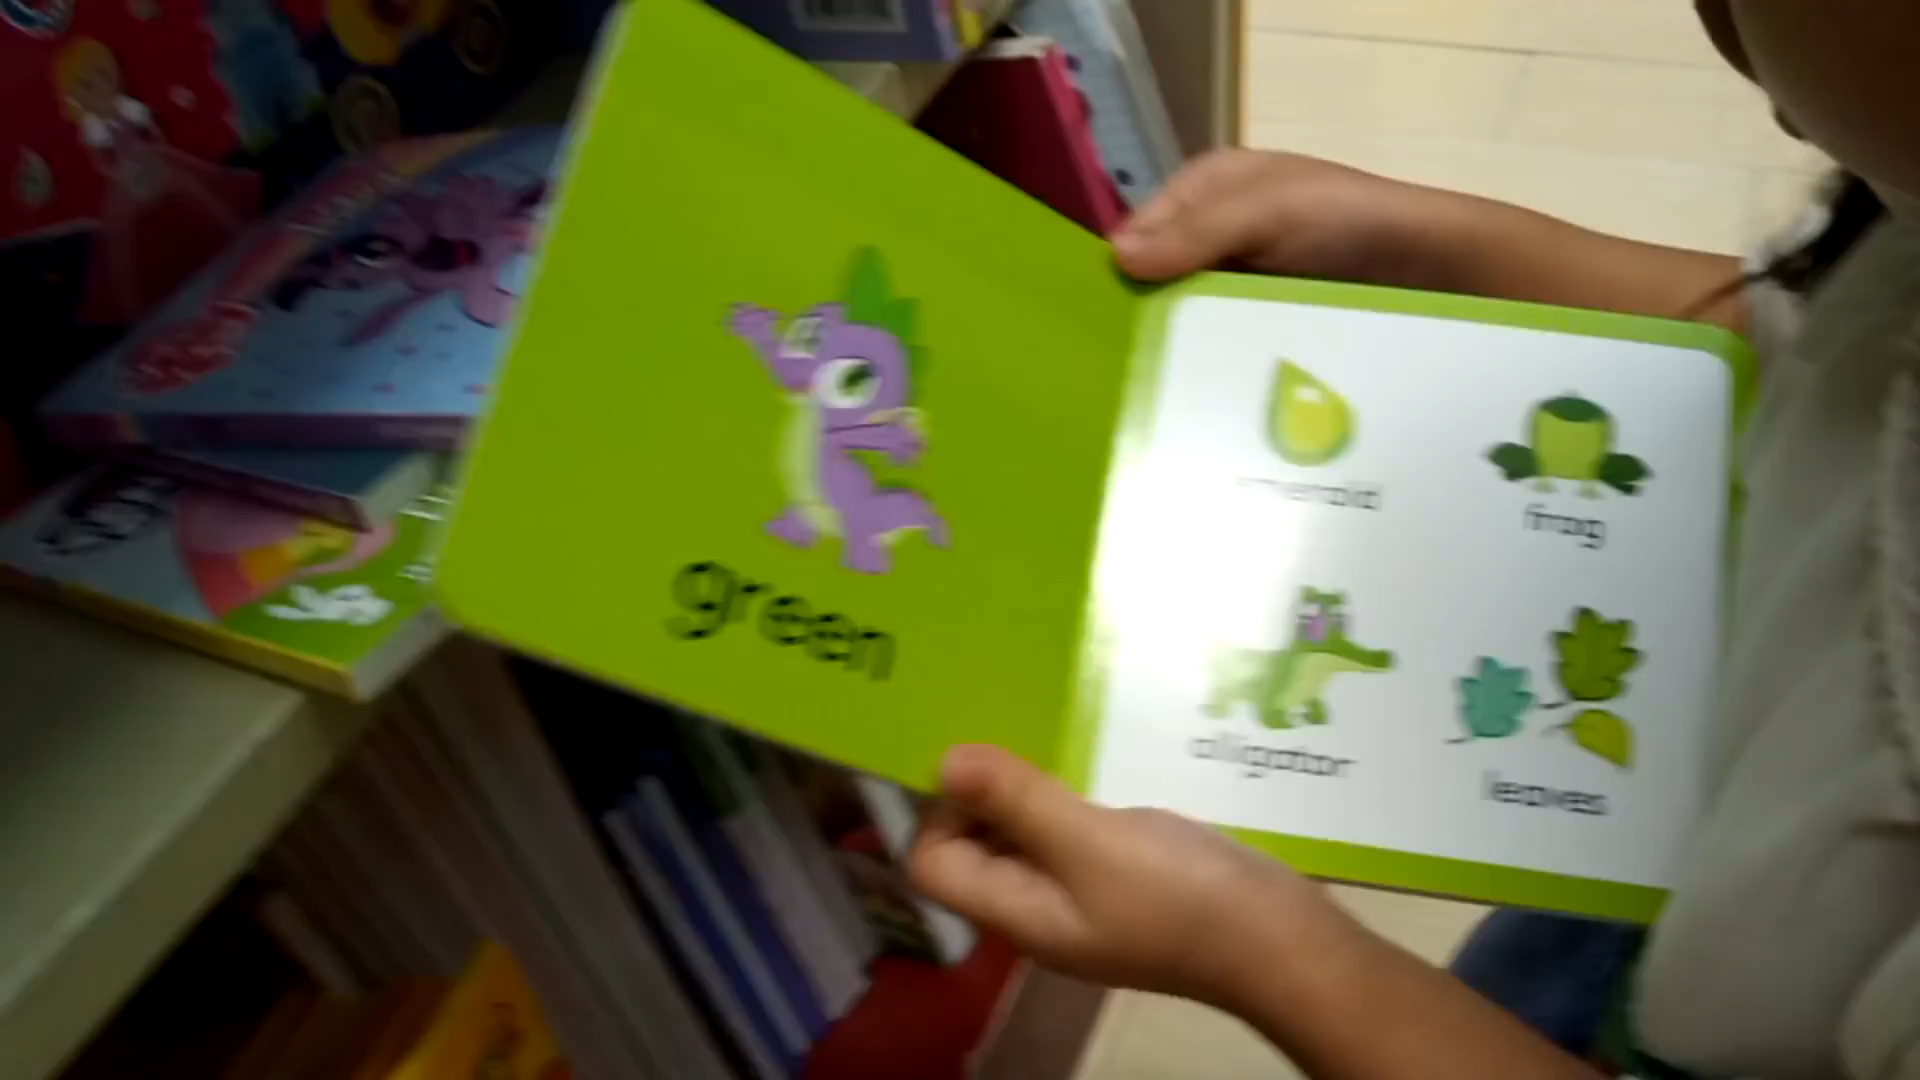 green
emerald
frog
alligator
leaves